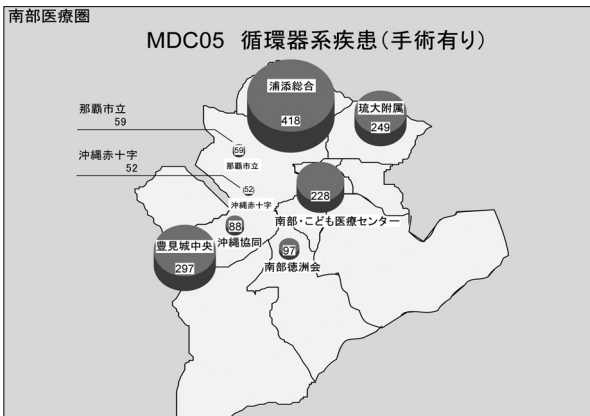 南部医療圏
MDC05　循環器系疾患（手術有り）
浦添総合
418
琉大附属
249
那覇市立
59
59
那覇市立
沖縄赤十字
52
52
沖縄赤十字
228
南部・こども医療センター
88
沖縄協同
豊見城中央
297
97
南部徳洲会